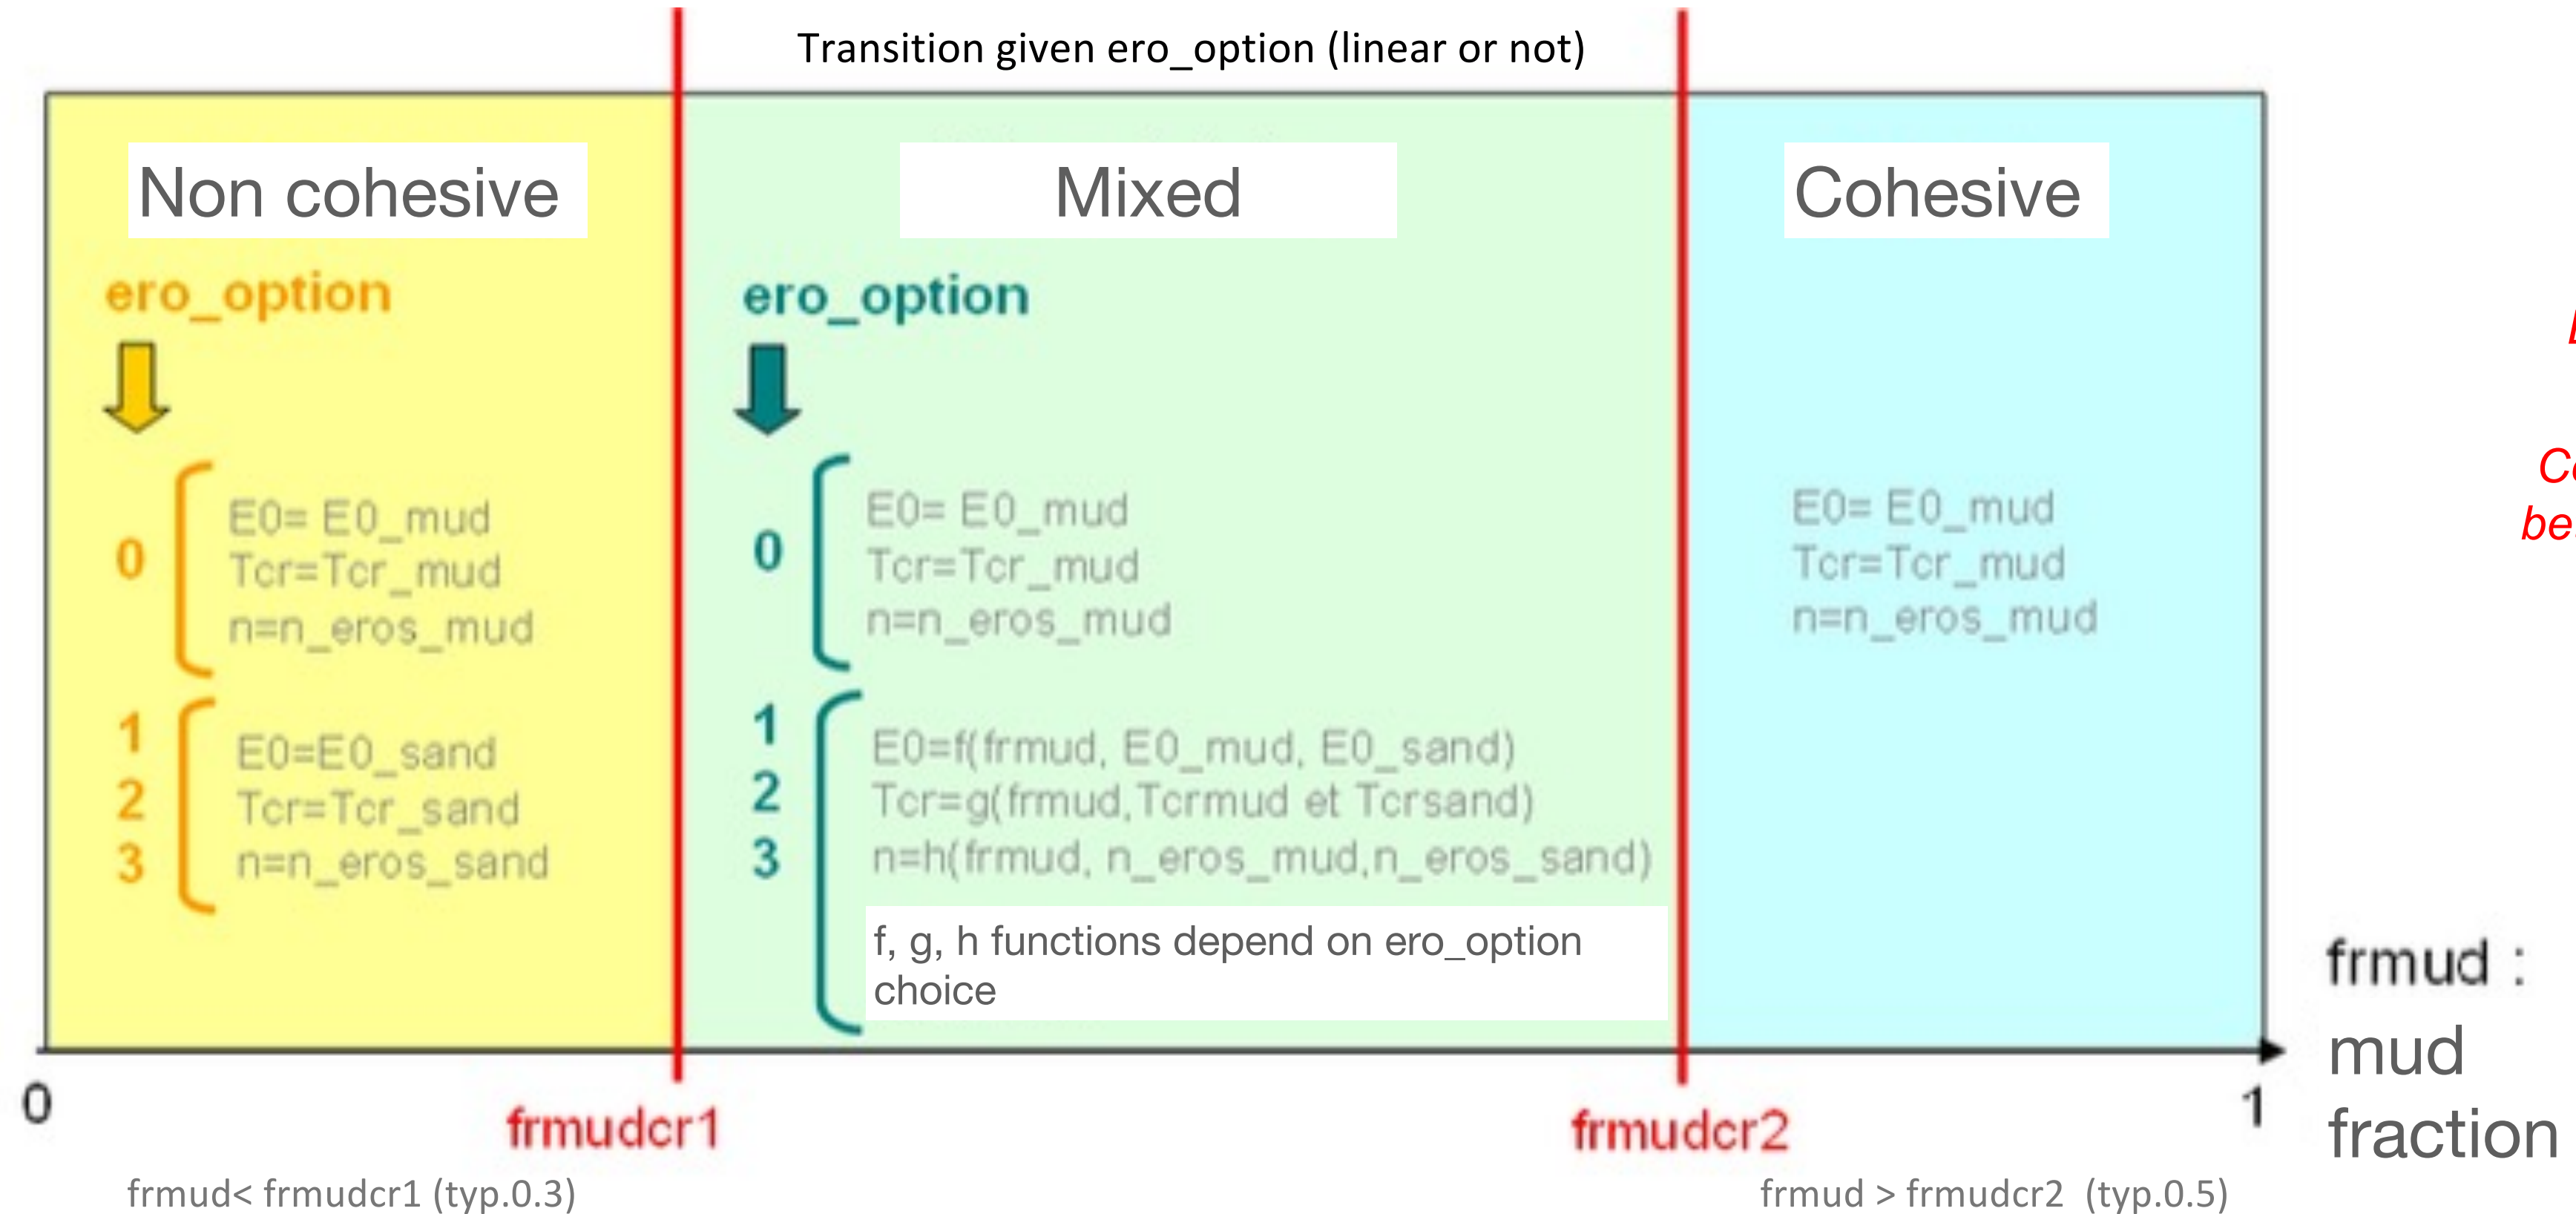 Transition given ero_option (linear or not)
Non cohesive
Mixed
Cohesive
ero_option
ero_option
0
E0= E0_mud
Tcr=Tcr_mud
n=n_eros_mud
0
E0= E0_mud
Tcr=Tcr_mud
n=n_eros_mud
E0= E0_mud
Tcr=Tcr_mud
n=n_eros_mud
1
2
3
E0=E0_sand
Tcr=Tcr_sand
n=n_eros_sand
1
2
3
E0=f(frmud, E0_mud, E0_sand)
Tcr=g(frmud,Tcrmud et Tcrsand)
n=h(frmud, n_eros_mud,n_eros_sand)
f, g, h functions depend on ero_option
choice
frmud :
mud
fraction
0
frmudcr1
frmudcr2
1
frmud< frmudcr1 (typ.0.3)
frmud > frmudcr2 (typ.0.5)